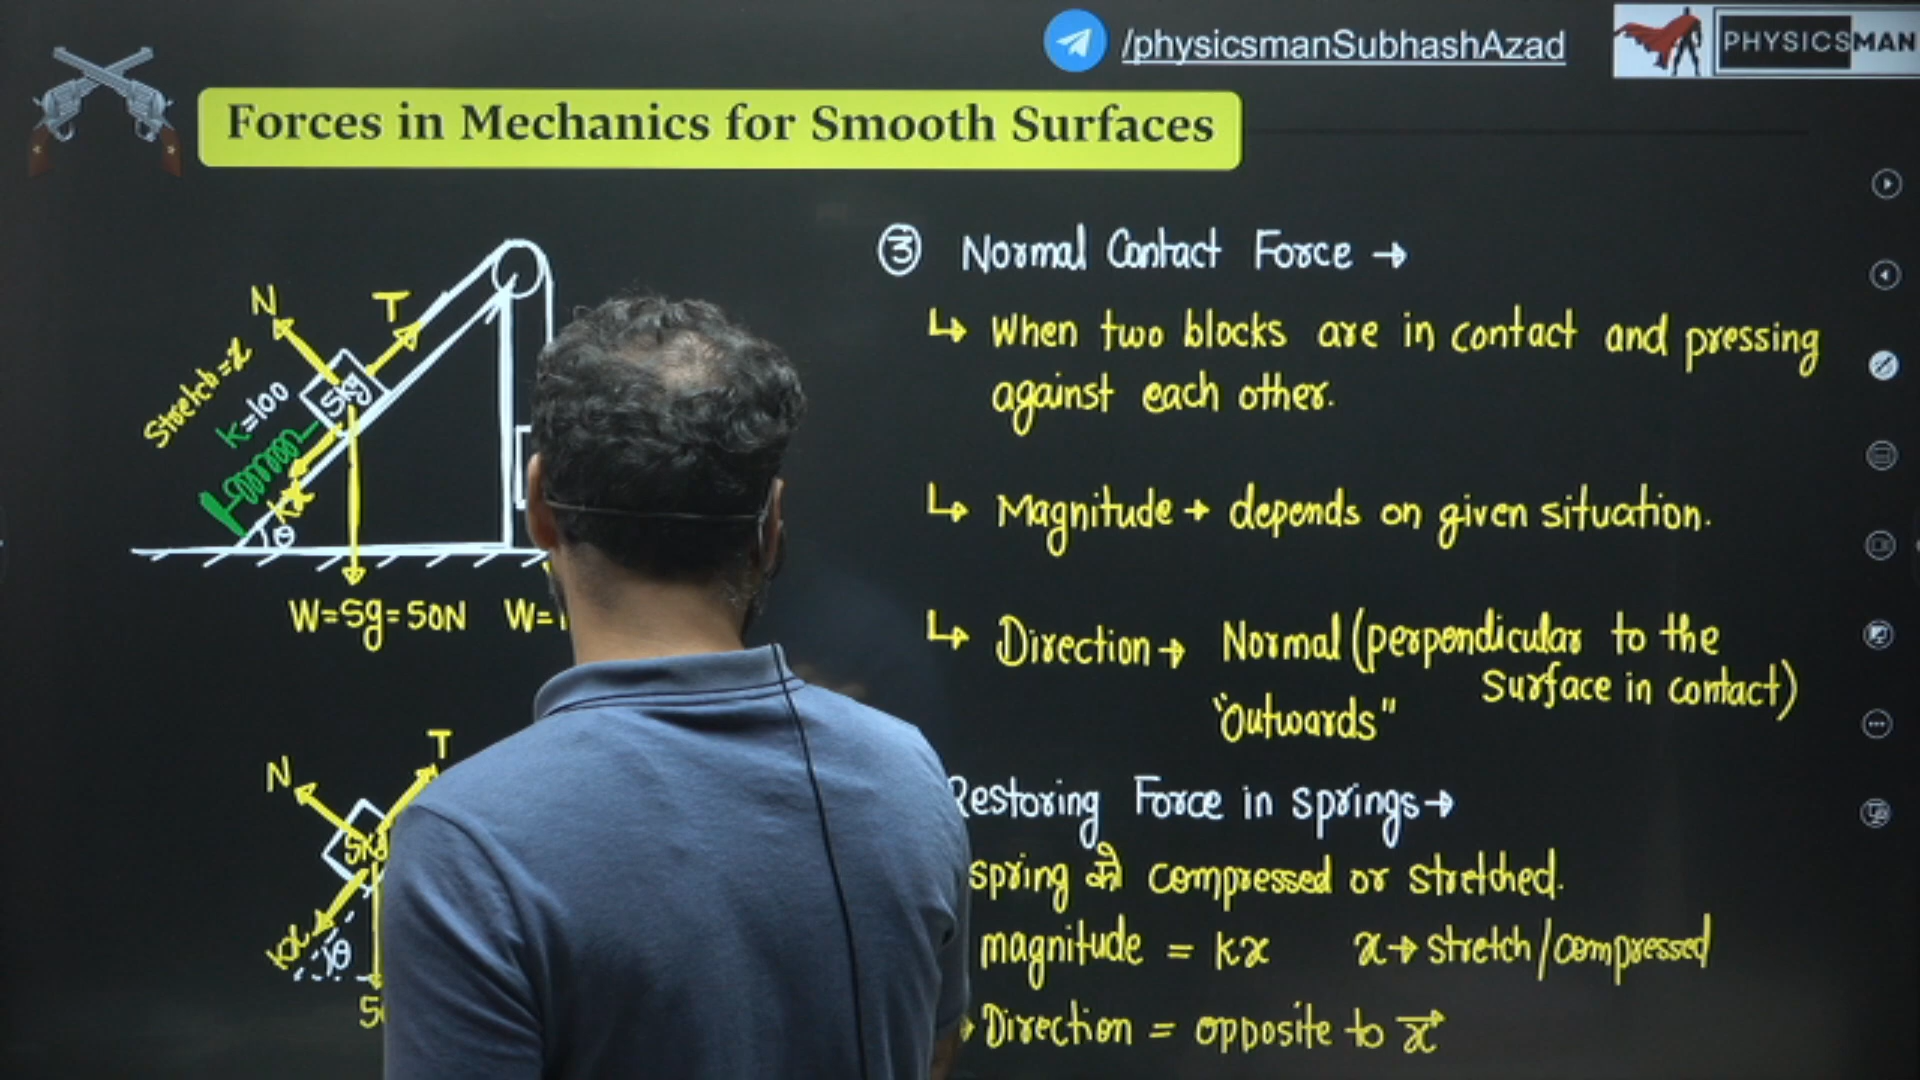 /physicsmanSubhashAzad
PHYSICSMAN
Forces in Mechanics for Smooth Surfaces
N
T
Stretch = x
k=100
5kg
kx
θ
W=5g=50N
W=
N
T
5kg
kx
θ
③ Normal Contact Force →
↳ When two blocks are in contact and pressing
against each other.
↳ Magnitude → depends on given situation.
↳ Direction → Normal (perpendicular to the
surface in contact)
"Outwards"
Restoring Force in springs →
spring को compressed or stretched.
magnitude = kx x → stretch/compressed
Direction = opposite to x⃗